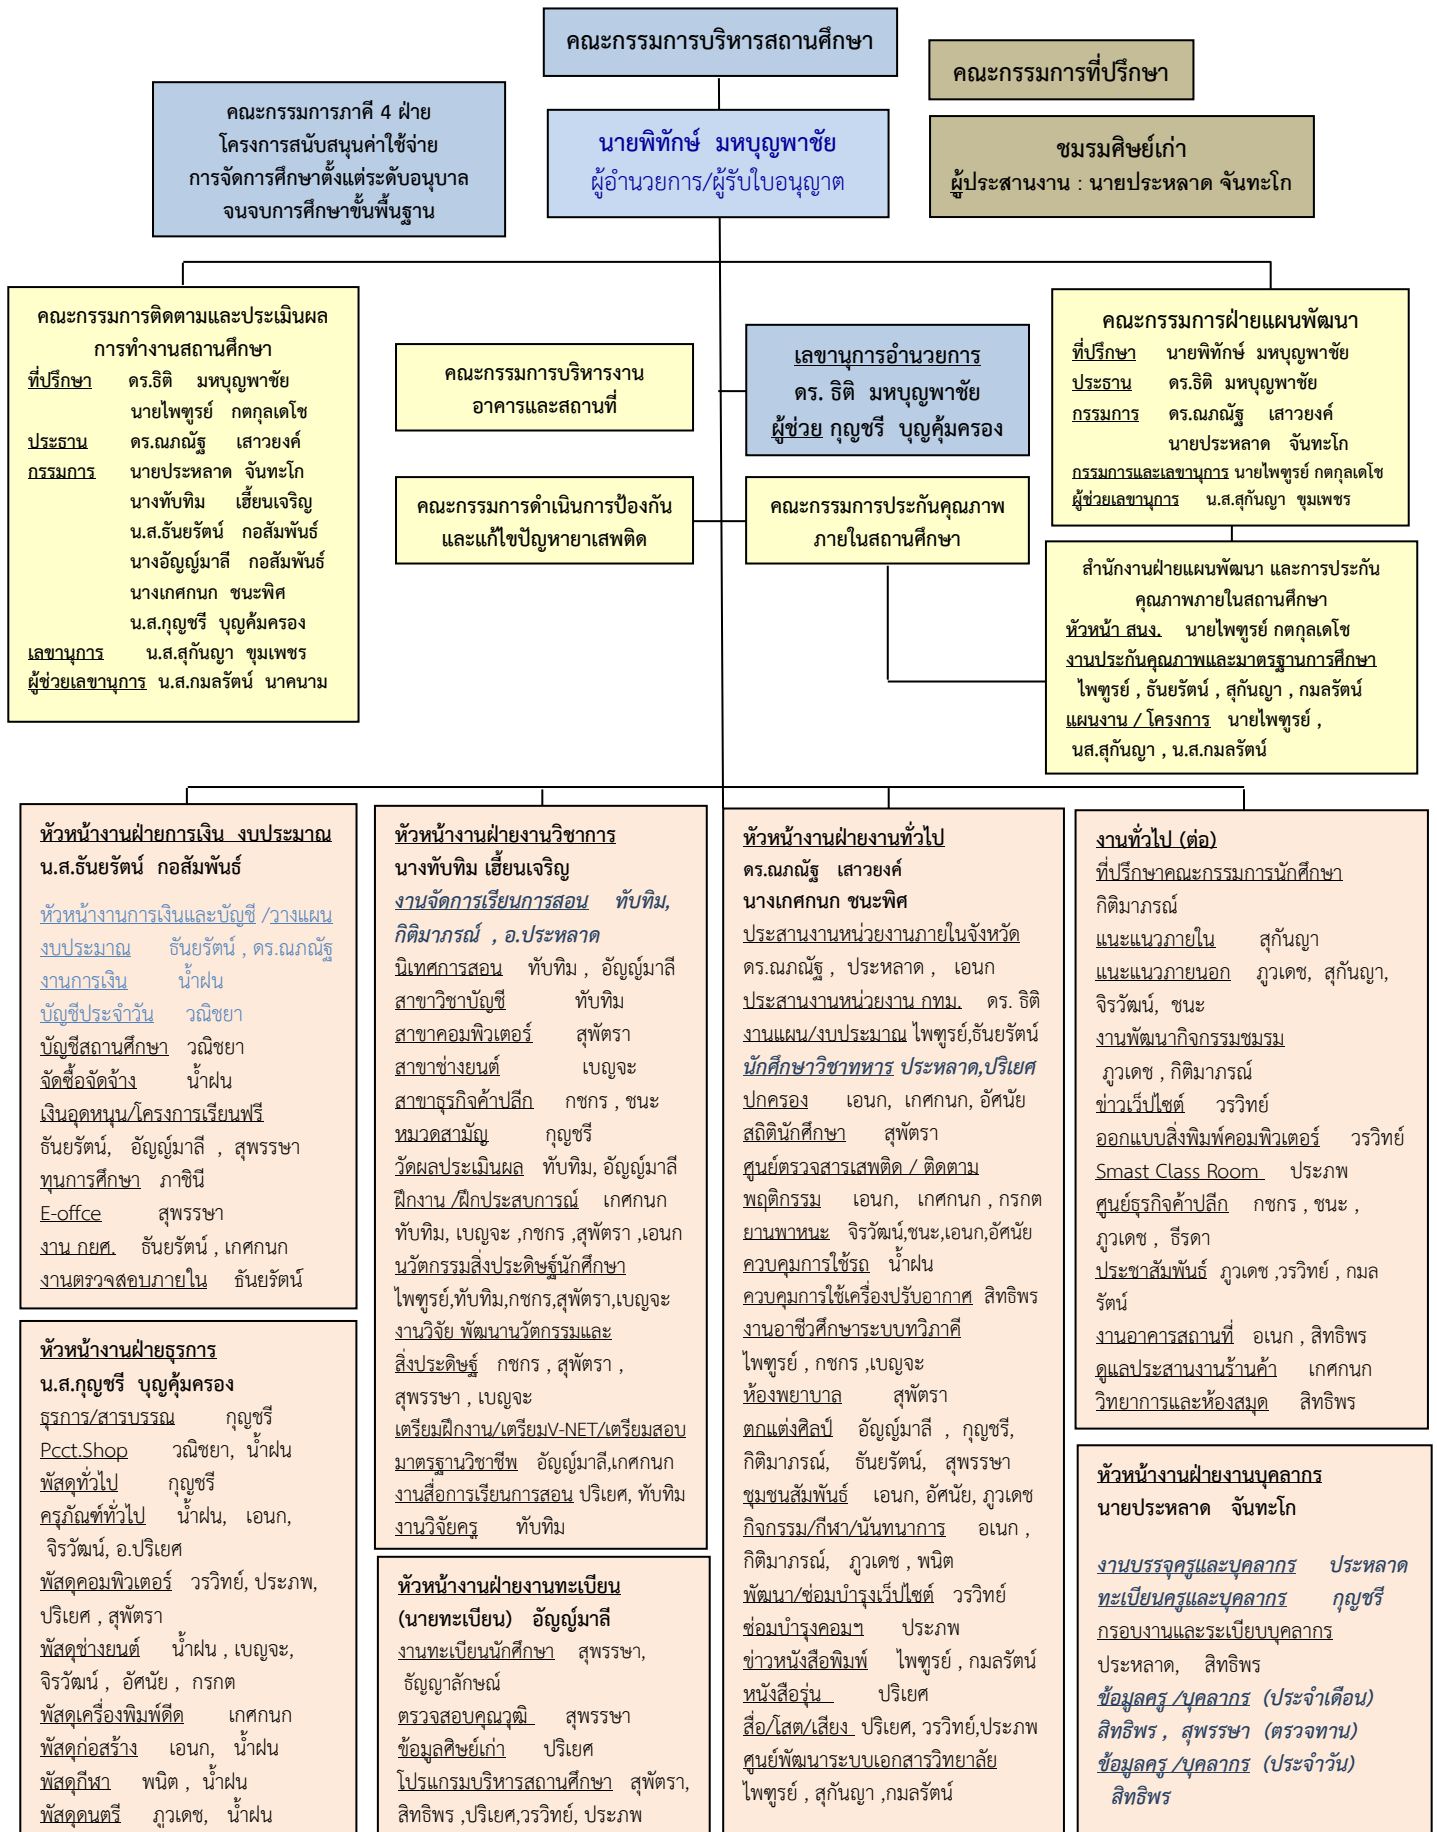 คณะกรรมการบริหารสถานศึกษา
คณะกรรมการที่ปรึกษา
คณะกรรมการภาคี 4 ฝ่าย
โครงการสนับสนุนค่าใช้จ่าย
การจัดการศึกษาตั้งแต่ระดับอนุบาล
จนจบการศึกษาขั้นพื้นฐาน
นายพิทักษ์ มหบุญพาชัย
ผู้อำนวยการ/ผู้รับใบอนุญาต
ชมรมศิษย์เก่า
ผู้ประสานงาน : นายประหลาด จันทะโก
คณะกรรมการติดตามและประเมินผล
การทำงานสถานศึกษา
ที่ปรึกษา ดร.ธิติ มหบุญพาชัย
นายไพฑูรย์ กตกุลเดโช
ประธาน ดร.ณภณัฐ เสาวยงค์
กรรมการ นายประหลาด จันทะโก
นางทับทิม เฮี้ยนเจริญ
น.ส.ธันยรัตน์ กอสัมพันธ์
นางอัญญ์มาลี กอสัมพันธ์
นางเกศกนก ชนะพิศ
น.ส.กุญชรี บุญค้มครอง
เลขานุการ น.ส.สุกันญา ขุมเพชร
ผู้ช่วยเลขานุการ น.ส.กมลรัตน์ นาคนาม
คณะกรรมการบริหารงาน
อาคารและสถานที่
เลขานุการอำนวยการ
ดร. ธิติ มหบุญพาชัย
ผู้ช่วย กุญชรี บุญคุ้มครอง
คณะกรรมการดำเนินการป้องกัน
และแก้ไขปัญหายาเสพติด
คณะกรรมการประกันคุณภาพ
ภายในสถานศึกษา
คณะกรรมการฝ่ายแผนพัฒนา
ที่ปรึกษา นายพิทักษ์ มหบุญพาชัย
ประธาน ดร.ธิติ มหบุญพาชัย
กรรมการ ดร.ณภณัฐ เสาวยงค์
นายประหลาด จันทะโก
กรรมการและเลขานุการ นายไพฑูรย์ กตกุลเดโช
ผู้ช่วยเลขานุการ น.ส.สุกันญา ขุมเพชร
สำนักงานฝ่ายแผนพัฒนา และการประกัน
คุณภาพภายในสถานศึกษา
หัวหน้า สนง. นายไพฑูรย์ กตกุลเดโช
งานประกันคุณภาพและมาตรฐานการศึกษา
ไพฑูรย์ , ธันยรัตน์ , สุกันญา , กมลรัตน์
แผนงาน / โครงการ นายไพฑูรย์ ,
นส.สุกันญา , น.ส.กมลรัตน์
หัวหน้างานฝ่ายการเงิน งบประมาณ
น.ส.ธันยรัตน์ กอสัมพันธ์
หัวหน้างานการเงินและบัญชี /วางแผน
งบประมาณ ธันยรัตน์ , ดร.ณภณัฐ
งานการเงิน น้ำฝน
บัญชีประจำวัน วณิชยา
บัญชีสถานศึกษา วณิชยา
จัดซื้อจัดจ้าง น้ำฝน
เงินอุดหนุน/โครงการเรียนฟรี
ธันยรัตน์, อัญญ์มาลี , สุพรรษา
ทุนการศึกษา ภาชินี
E-offce สุพรรษา
งาน กยศ. ธันยรัตน์ , เกศกนก
งานตรวจสอบภายใน ธันยรัตน์
หัวหน้างานฝ่ายธุรการ
น.ส.กุญชรี บุญคุ้มครอง
ธุรการ/สารบรรณ กุญชรี
Pcct.Shop วณิชยา, น้ำฝน
พัสดุทั่วไป กุญชรี
ครุภัณฑ์ทั่วไป น้ำฝน, เอนก,
จิรวัฒน์, อ.ปริเยศ
พัสดุคอมพิวเตอร์ วรวิทย์, ประภพ,
ปริเยศ , สุพัตรา
พัสดุช่างยนต์ น้ำฝน , เบญจะ,
จิรวัฒน์ , อัศนัย , กรกต
พัสดุเครื่องพิมพ์ดีด เกศกนก
พัสดุก่อสร้าง เอนก, น้ำฝน
พัสดุกีฬา พนิต , น้ำฝน
พัสดุดนตรี ภูวเดช, น้ำฝน
หัวหน้างานฝ่ายงานวิชาการ
นางทับทิม เฮี้ยนเจริญ
งานจัดการเรียนการสอน ทับทิม,
กิติมาภรณ์ , อ.ประหลาด
นิเทศการสอน ทับทิม , อัญญ์มาลี
สาขาวิชาบัญชี ทับทิม
สาขาคอมพิวเตอร์ สุพัตรา
สาขาช่างยนต์ เบญจะ
สาขาธุรกิจค้าปลีก กชกร , ชนะ
หมวดสามัญ กุญชรี
วัดผลประเมินผล ทับทิม, อัญญ์มาลี
ฝึกงาน /ฝึกประสบการณ์ เกศกนก
ทับทิม, เบญจะ ,กชกร ,สุพัตรา ,เอนก
นวัตกรรมสิ่งประดิษฐ์นักศึกษา
ไพฑูรย์,ทับทิม,กชกร,สุพัตรา,เบญจะ
งานวิจัย พัฒนานวัตกรรมและ
สิ่งประดิษฐ์ กชกร , สุพัตรา ,
สุพรรษา , เบญจะ
เตรียมฝึกงาน/เตรียมV-NET/เตรียมสอบ
มาตรฐานวิชาชีพ อัญญ์มาลี,เกศกนก
งานสื่อการเรียนการสอน ปริเยศ, ทับทิม
งานวิจัยครู ทับทิม
หัวหน้างานฝ่ายงานทะเบียน
(นายทะเบียน) อัญญ์มาลี
งานทะเบียนนักศึกษา สุพรรษา,
ธัญญาลักษณ์
ตรวจสอบคุณวุฒิ สุพรรษา
ข้อมูลศิษย์เก่า ปริเยศ
โปรแกรมบริหารสถานศึกษา สุพัตรา,
สิทธิพร ,ปริเยศ,วรวิทย์, ประภพ
หัวหน้างานฝ่ายงานทั่วไป
ดร.ณภณัฐ เสาวยงค์
นางเกศกนก ชนะพิศ
ประสานงานหน่วยงานภายในจังหวัด
ดร.ณภณัฐ , ประหลาด , เอนก
ประสานงานหน่วยงาน กทม. ดร. ธิติ
งานแผน/งบประมาณ ไพฑูรย์,ธันยรัตน์
นักศึกษาวิชาทหาร ประหลาด,ปริเยศ
ปกครอง เอนก, เกศกนก, อัศนัย
สถิตินักศึกษา สุพัตรา
ศูนย์ตรวจสารเสพติด / ติดตาม
พฤติกรรม เอนก, เกศกนก , กรกต
ยานพาหนะ จิรวัฒน์,ชนะ,เอนก,อัศนัย
ควบคุมการใช้รถ น้ำฝน
ควบคุมการใช้เครื่องปรับอากาศ สิทธิพร
งานอาชีวศึกษาระบบทวิภาคี
ไพฑูรย์ , กชกร ,เบญจะ
ห้องพยาบาล สุพัตรา
ตกแต่งศิลป์ อัญญ์มาลี , กุญชรี,
กิติมาภรณ์, ธันยรัตน์, สุพรรษา
ชุมชนสัมพันธ์ เอนก, อัศนัย, ภูวเดช
กิจกรรม/กีฬา/นันทนาการ อเนก ,
กิติมาภรณ์, ภูวเดช , พนิต
พัฒนา/ซ่อมบำรุงเว็ปไซต์ วรวิทย์
ซ่อมบำรุงคอมฯ ประภพ
ข่าวหนังสือพิมพ์ ไพฑูรย์ , กมลรัตน์
หนังสือรุ่น ปริเยศ
สื่อ/โสต/เสียง ปริเยศ, วรวิทย์,ประภพ
ศูนย์พัฒนาระบบเอกสารวิทยาลัย
ไพฑูรย์ , สุกันญา ,กมลรัตน์
งานทั่วไป (ต่อ)
ที่ปรึกษาคณะกรรมการนักศึกษา
กิติมาภรณ์
แนะแนวภายใน สุกันญา
แนะแนวภายนอก ภูวเดช, สุกันญา,
จิรวัฒน์, ชนะ
งานพัฒนากิจกรรมชมรม
ภูวเดช , กิติมาภรณ์
ข่าวเว็ปไซต์ วรวิทย์
ออกแบบสิ่งพิมพ์คอมพิวเตอร์ วรวิทย์
Smast Class Room ประภพ
ศูนย์ธุรกิจค้าปลีก กชกร , ชนะ ,
ภูวเดช , ธีรดา
ประชาสัมพันธ์ ภูวเดช ,วรวิทย์ , กมล
รัตน์
งานอาคารสถานที่ อเนก , สิทธิพร
ดูแลประสานงานร้านค้า เกศกนก
วิทยาการและห้องสมุด สิทธิพร
หัวหน้างานฝ่ายงานบุคลากร
นายประหลาด จันทะโก
งานบรรจุครูและบุคลากร ประหลาด
ทะเบียนครูและบุคลากร กุญชรี
กรอบงานและระเบียบบุคลากร
ประหลาด, สิทธิพร
ข้อมูลครู /บุคลากร (ประจำเดือน)
สิทธิพร , สุพรรษา (ตรวจทาน)
ข้อมูลครู /บุคลากร (ประจำวัน)
สิทธิพร